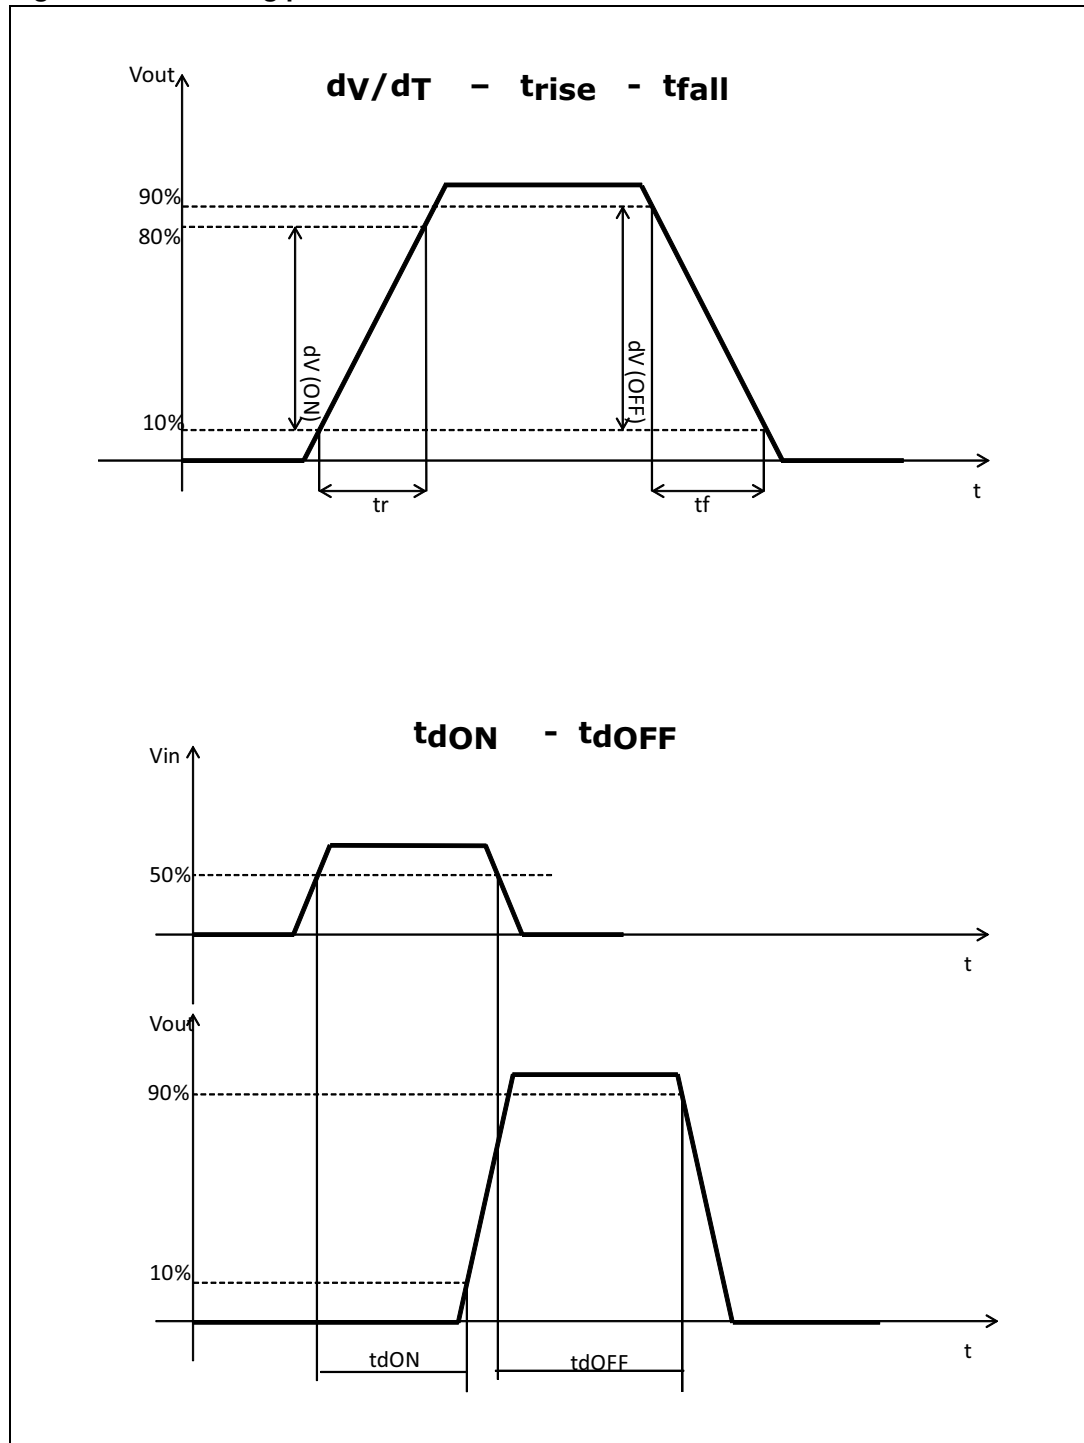 Vout
dV/dT – trise - tfall
90%
80%
dV (ON)
dV (OFF)
10%
tr
tf
t
tdON - tdOFF
Vin
50%
t
Vout
90%
10%
tdON
tdOFF
t